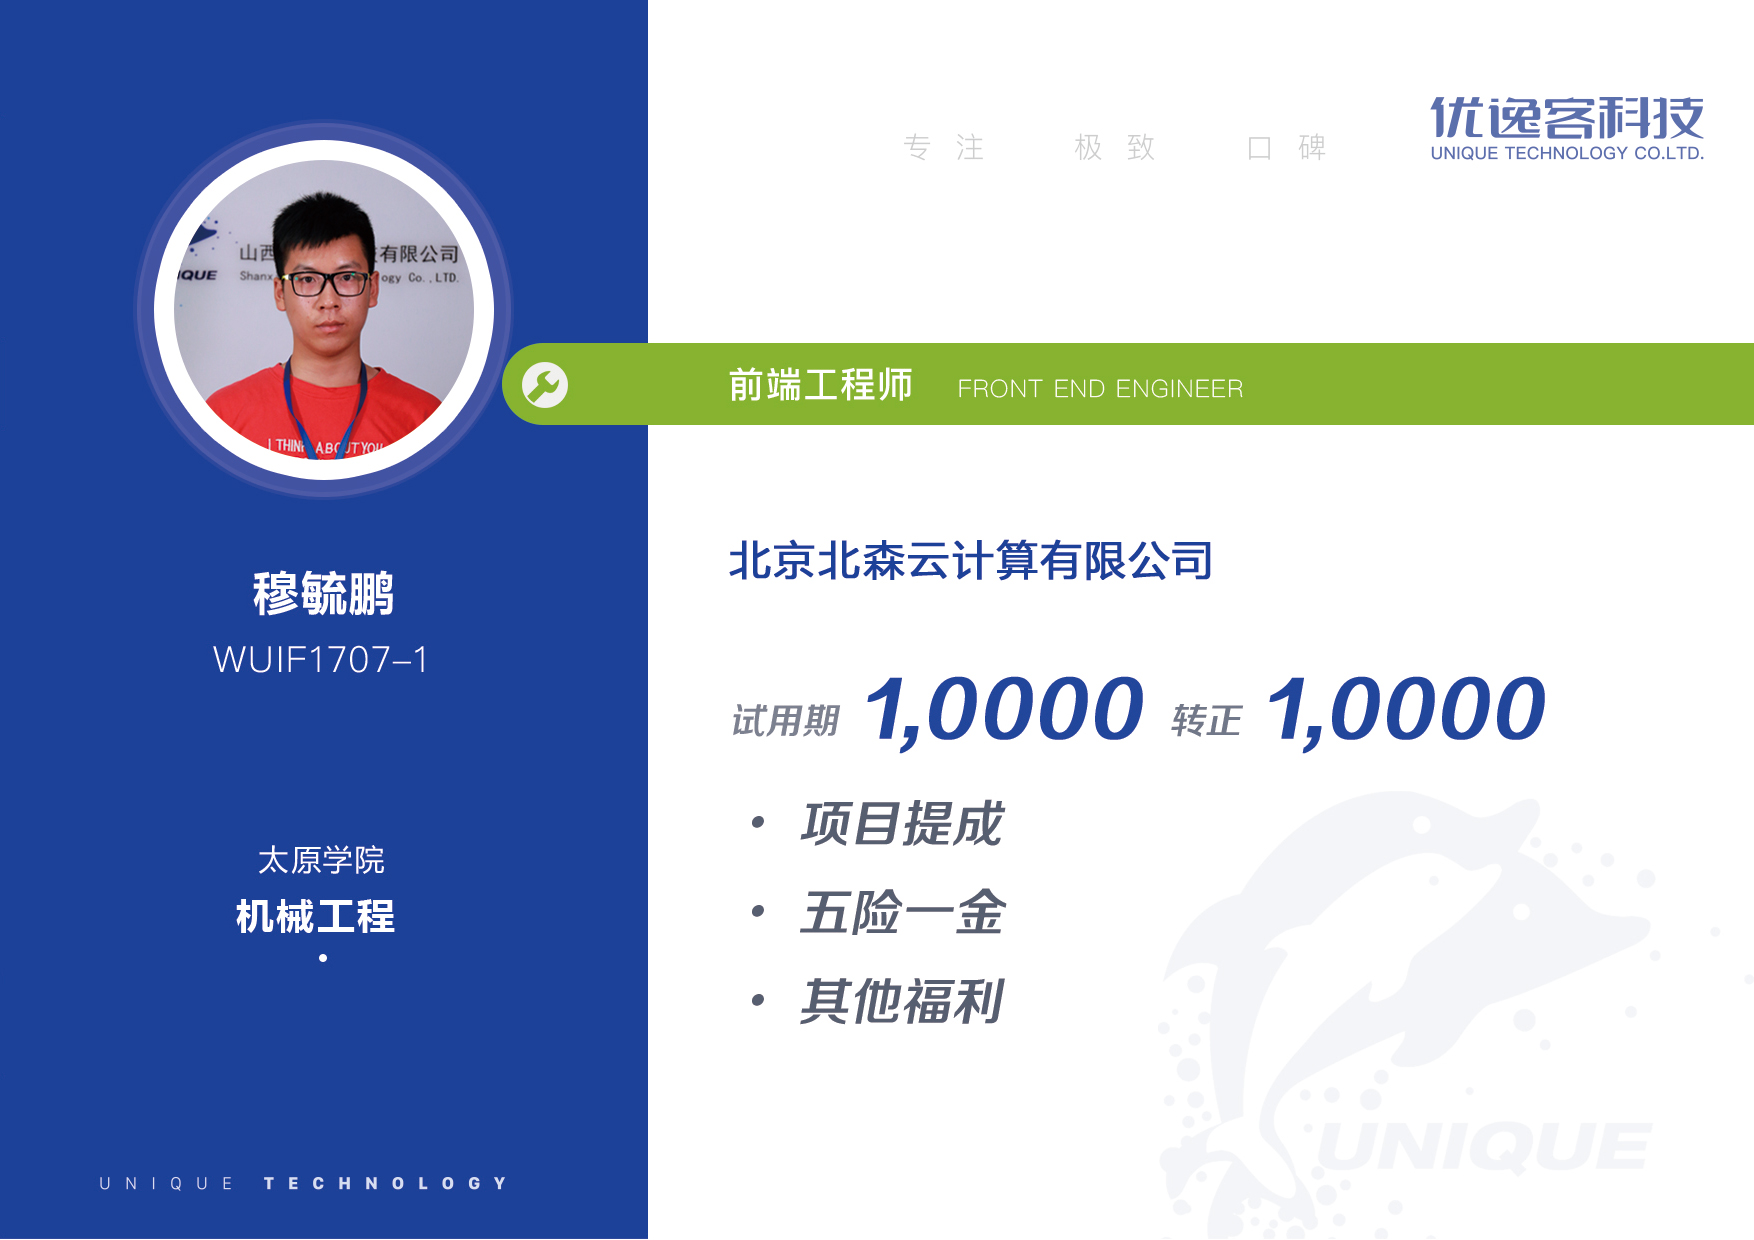 专注 极致 口碑
优逸客科技
UNIQUE TECHNOLOGY CO.LTD.
山西 有限公司
IQUE Shanx ogy Co.,LTD.
I THIN ABOUT YOU
前端工程师 FRONT END ENGINEER
穆毓鹏
WUIF1707-1
太原学院
机械工程
UNIQUE TECHNOLOGY
北京北森云计算有限公司
试用期 1,0000 转正 1,0000
• 项目提成
• 五险一金
• 其他福利
UNIQUE